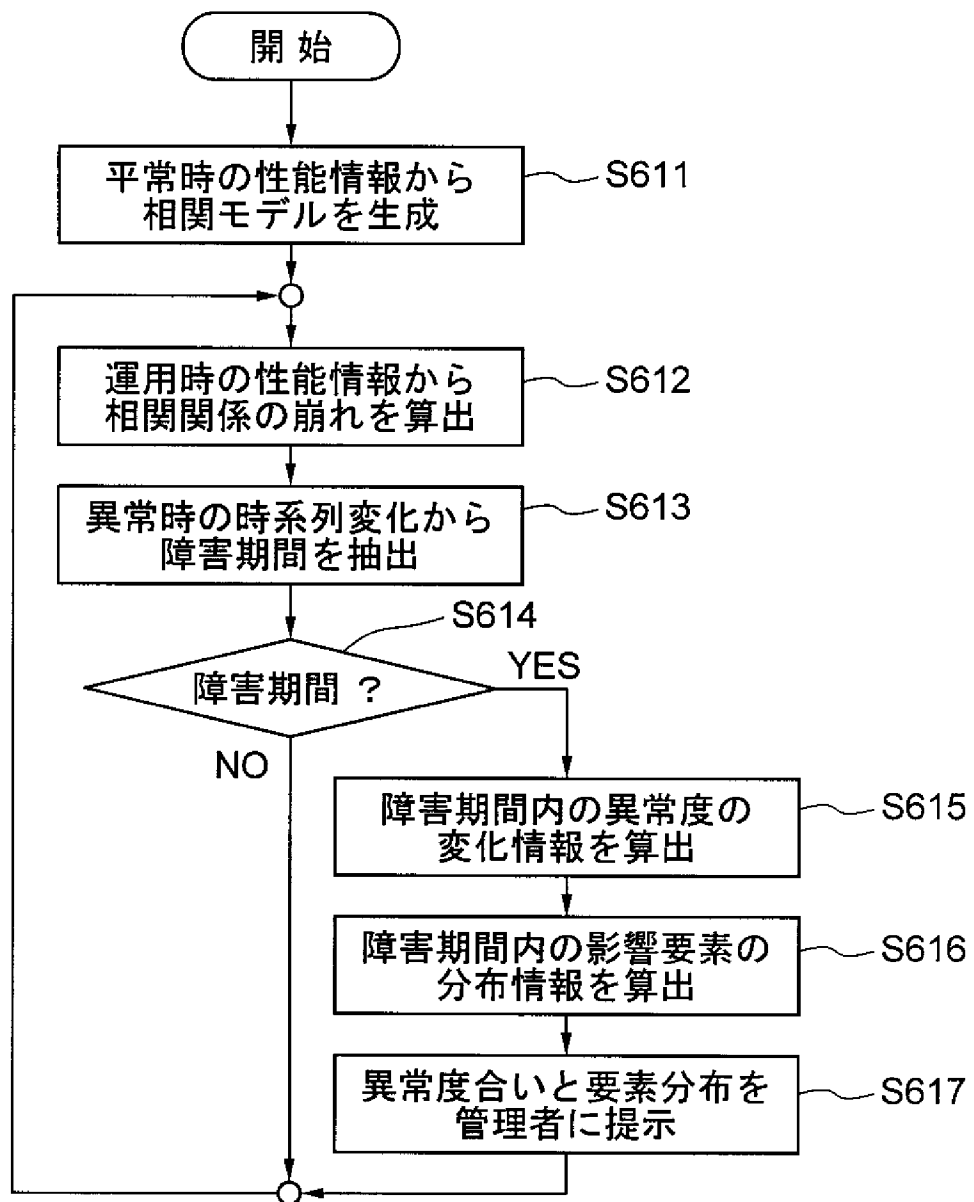 開始
平常時の性能情報から
相関モデルを生成
S611
運用時の性能情報から
相関関係の崩れを算出
S612
異常時の時系列変化から
障害期間を抽出
S613
S614
障害期間 ?
YES
NO
障害期間内の異常度の
変化情報を算出
S615
障害期間内の影響要素の
分布情報を算出
S616
異常度合いと要素分布を
管理者に提示
S617